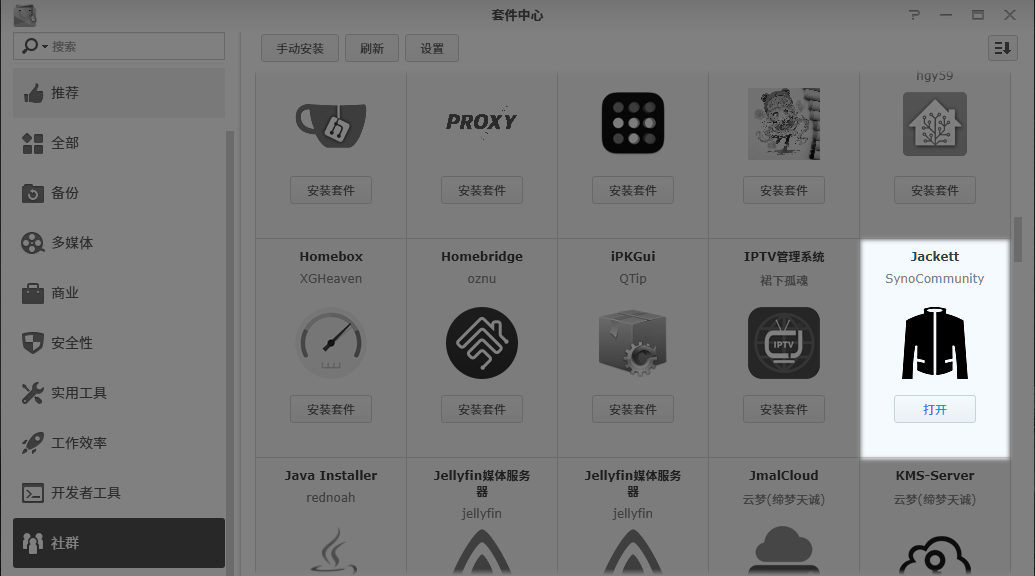 套件中心
搜索
手动安装 刷新 设置
推荐
全部
备份
多媒体
商业
安全性
实用工具
工作效率
开发者工具
社群
hgy59
PROXY
安装套件 安装套件 安装套件 安装套件 安装套件
Homebox Homebridge iPKGui IPTV管理系统 Jackett
XGHeaven oznu QTip 裙下孤魂 SynoCommunity
IPTV
安装套件 安装套件 安装套件 安装套件 打开
Java Installer Jellyfin媒体服务器 Jellyfin媒体服务器 JmalCloud KMS-Server
rednoah jellyfin jellyfin 云梦(缔梦天诚) 云梦(缔梦天诚)